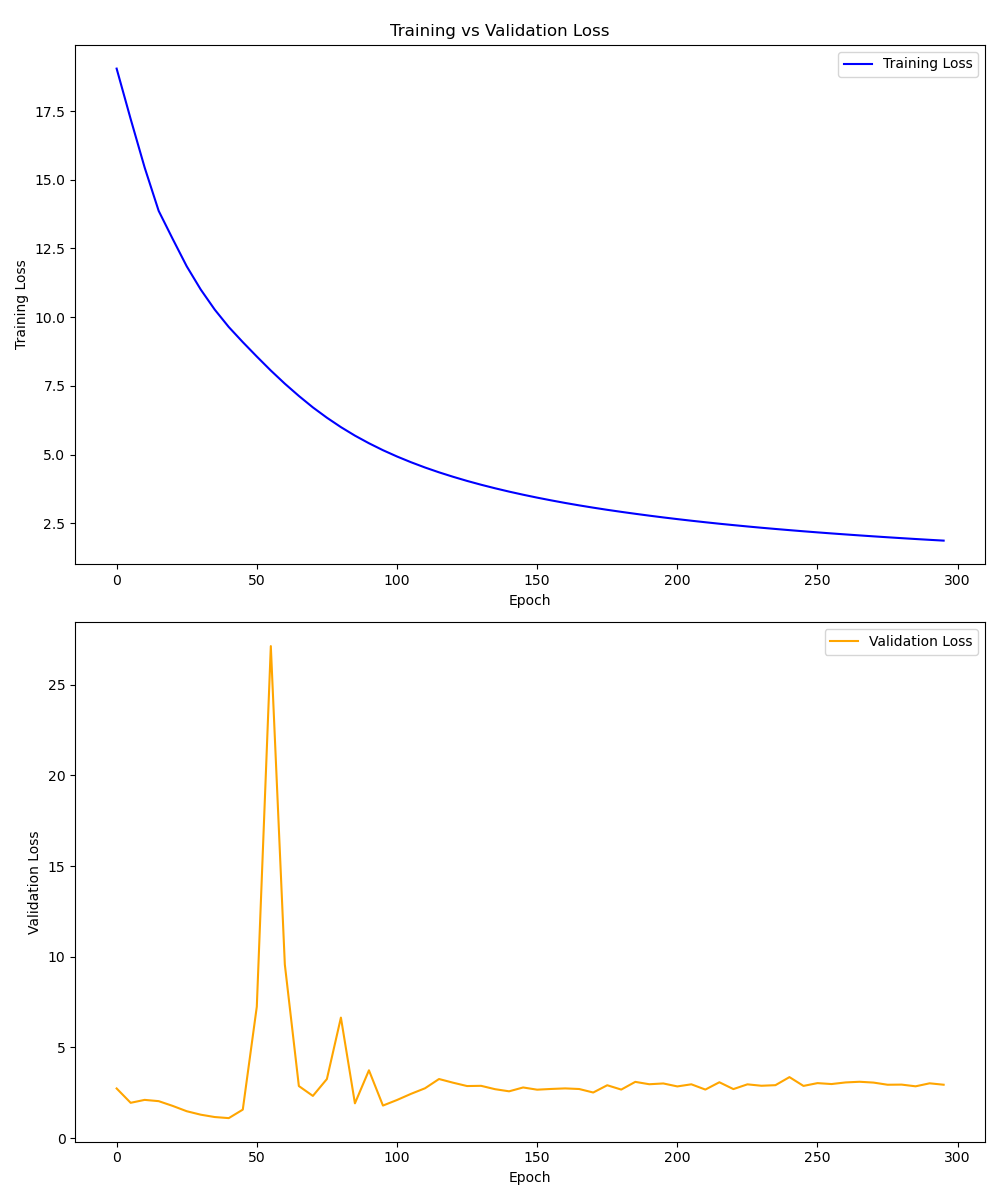 Training vs Validation Loss
Training Loss
17.5
15.0
12.5
10.0
7.5
5.0
2.5
Training Loss
0 50 100 150 200 250 300
Epoch
Validation Loss
25
20
15
10
5
0
Validation Loss
0 50 100 150 200 250 300
Epoch